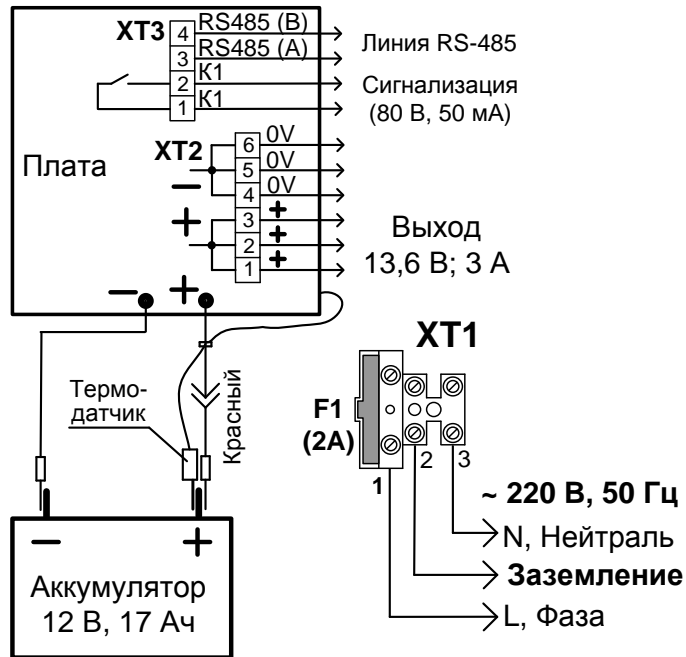 XT3
4 RS485 (B)
3 RS485 (A)
2 К1
1 К1
Линия RS-485
Сигнализация
(80 В, 50 мА)
Плата
XT2
6 0V
5 0V
4 0V
3 +
2 +
1 +
−
+
Выход
13,6 В; 3 А
− +
Термо-
датчик
Красный
− +
Аккумулятор
12 В, 17 Ач
XT1
F1
(2А)
1
2
3
~ 220 В, 50 Гц
N, Нейтраль
Заземление
L, Фаза